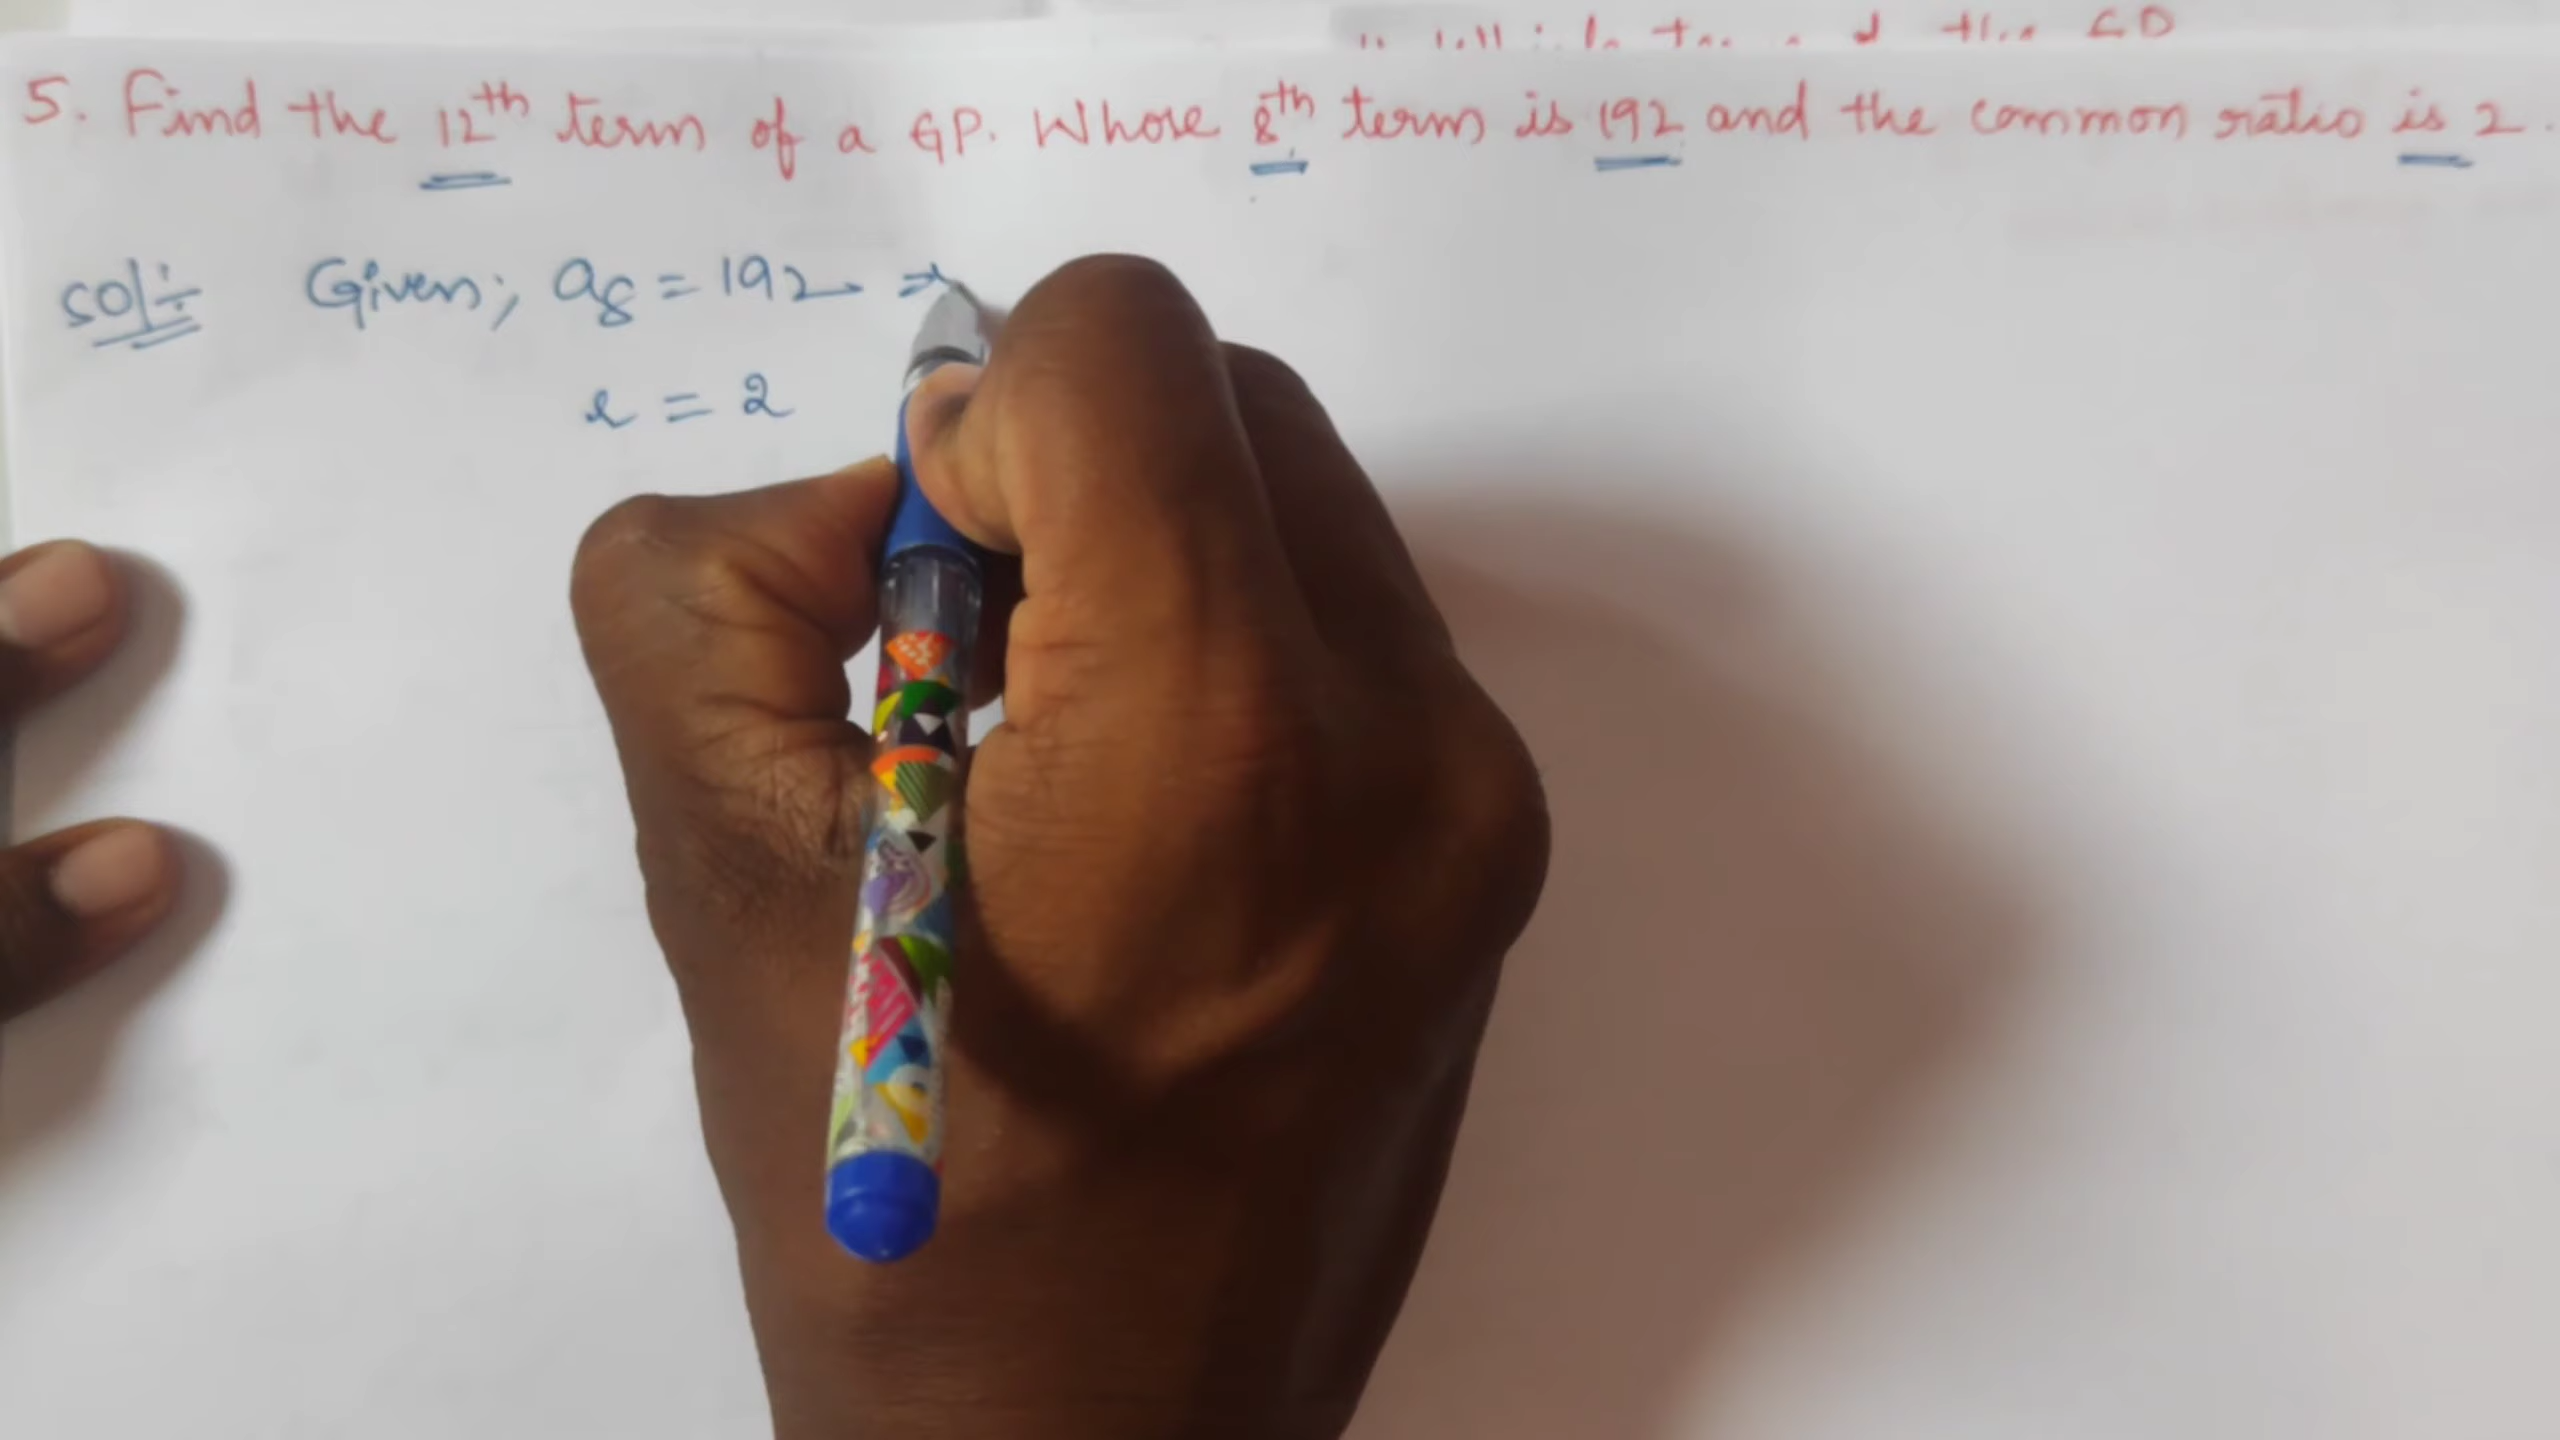 5. Find the 12th term of a GP. Whose 8th term is 192 and the common ratio is 2.
Sol:- Given; a8 = 192 ⇒
r = 2